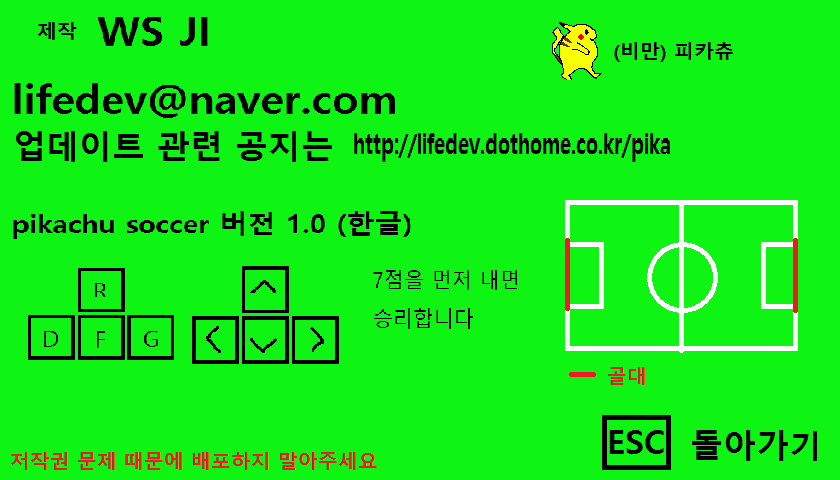 제작 WS JI
(비만) 피카츄
lifedev@naver.com
업데이트 관련 공지는 http://lifedev.dothome.co.kr/pika
pikachu soccer 버전 1.0 (한글)
R
D F G
7점을 먼저 내면
승리합니다
골대
ESC 돌아가기
저작권 문제 때문에 배포하지 말아주세요